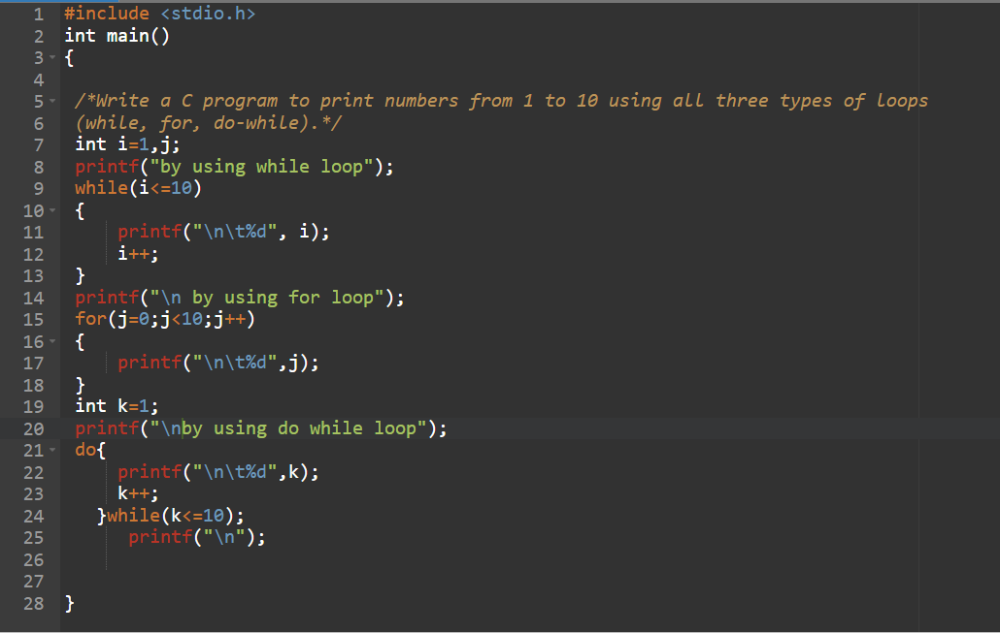 1 #include <stdio.h>
2 int main()
3 {
4
5 /*Write a C program to print numbers from 1 to 10 using all three types of loops
6 (while, for, do-while).*/
7 int i=1,j;
8 printf("by using while loop");
9 while(i<=10)
10 {
11 printf("\n\t%d", i);
12 i++;
13 }
14 printf("\n by using for loop");
15 for(j=0;j<10;j++)
16 {
17 printf("\n\t%d",j);
18 }
19 int k=1;
20 printf("\nby using do while loop");
21 do{
22 printf("\n\t%d",k);
23 k++;
24 }while(k<=10);
25 printf("\n");
26
27
28 }